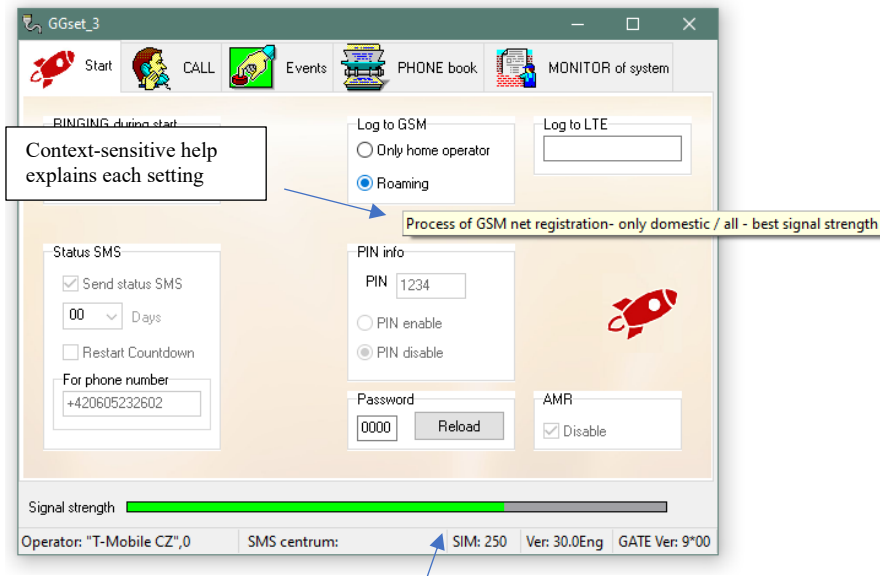 GGset_3
Start
CALL
Events
PHONE book
MONITOR of system
RINGING during start
Context-sensitive help
explains each setting
Log to GSM
Only home operator
Roaming
Log to LTE
Process of GSM net registration- only domestic / all - best signal strength
Status SMS
Send status SMS
00
Days
Restart Countdown
For phone number
+420605232602
PIN info
PIN
1234
PIN enable
PIN disable
Password
0000
Reload
AMR
Disable
Signal strength
Operator: "T-Mobile CZ",0
SMS centrum:
SIM: 250
Ver: 30.0Eng
GATE Ver: 9*00